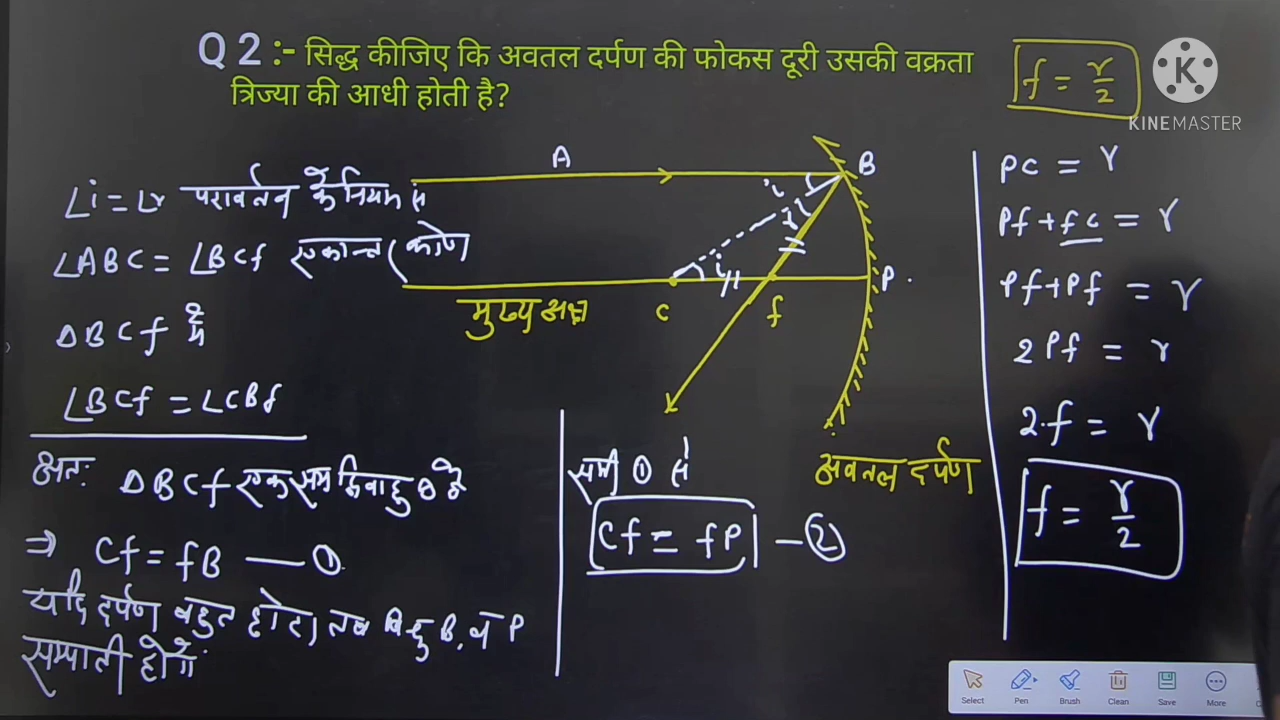 Q 2 :- सिद्ध कीजिए कि अवतल दर्पण की फोकस दूरी उसकी वक्रता
त्रिज्या की आधी होती है?
f = r/2
KINEMASTER
∠i = ∠r परावर्तन के नियम से
∠ABC = ∠BCf एकान्तर कोण
ΔBCf में
∠BCf = ∠CBf
अतः ΔBCf एक समद्विबाहु Δ है
⇒ Cf = fB — ①
यदि दर्पण बहुत छोटा तब बिंदु B, व P
सम्पाती होंगे
A
B
i
r
i
C
f
P
मुख्य अक्ष
अवतल दर्पण
समी ① से
Cf = fP — ②
PC = r
Pf + fC = r
Pf + Pf = r
2 Pf = r
2.f = r
f = r/2
Select
Pen
Brush
Clean
Save
More